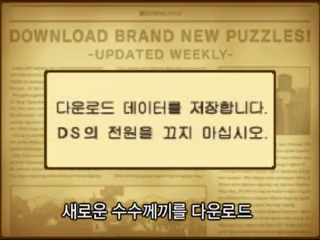 DOWNLOAD BRAND NEW PUZZLES!
-UPDATED WEEKLY-
다운로드 데이터를 저장합니다.
DS의 전원을 끄지 마십시오.
새로운 수수께끼를 다운로드